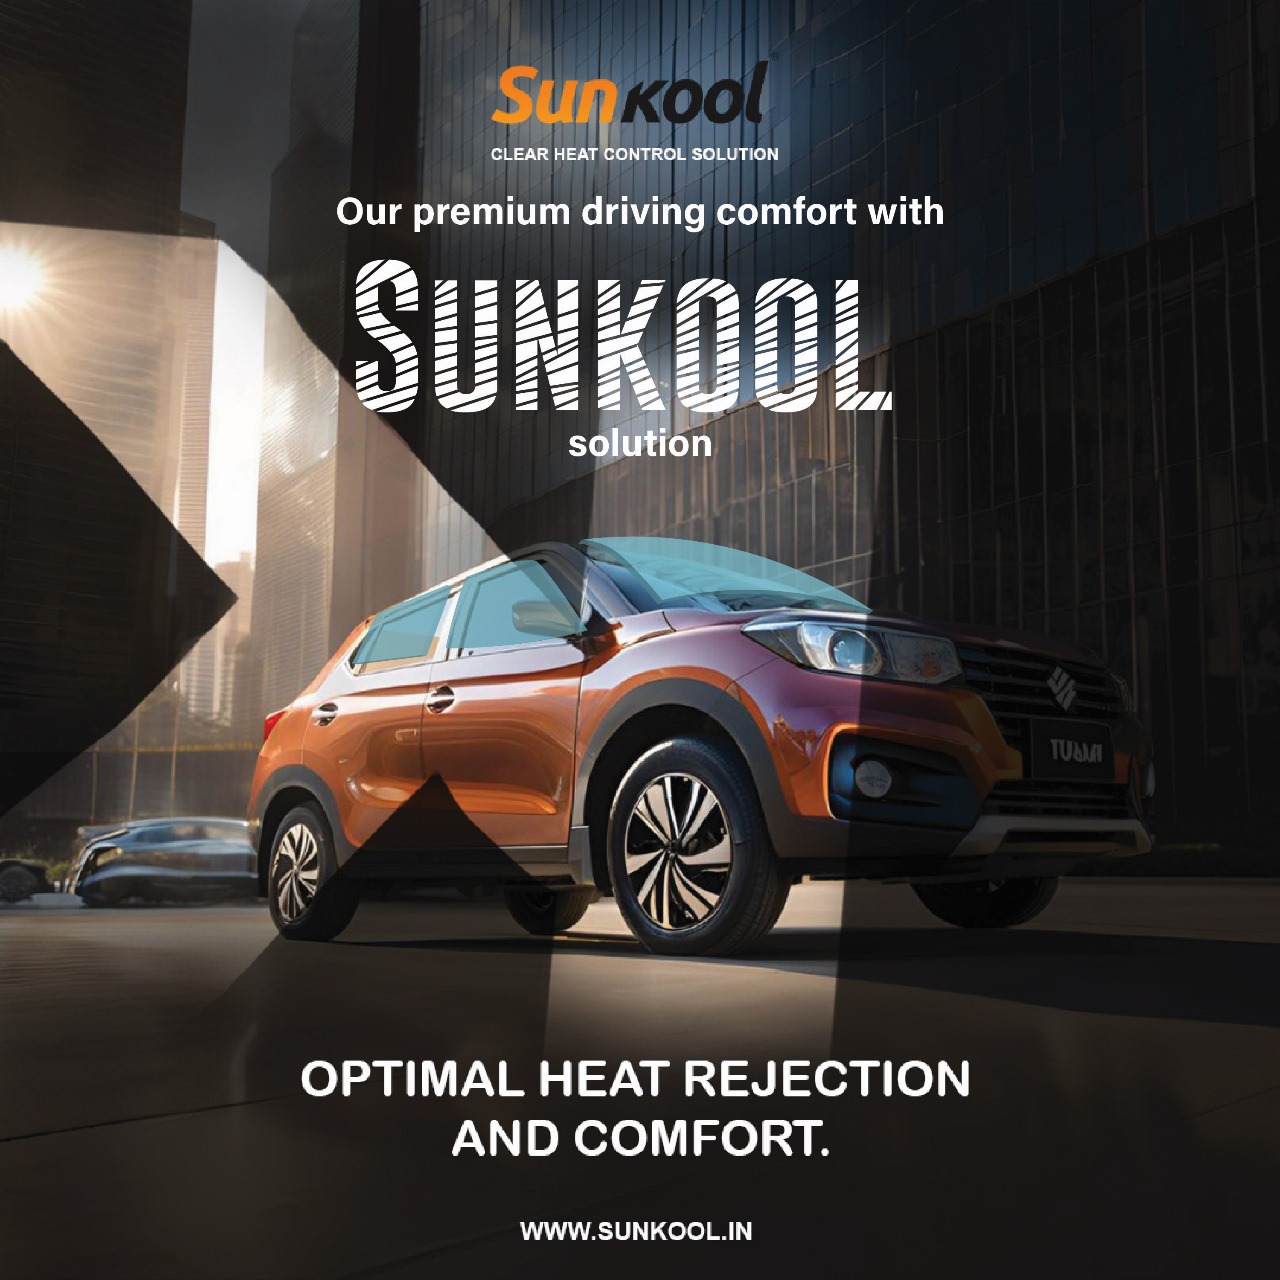 Sunkool
CLEAR HEAT CONTROL SOLUTION
Our premium driving comfort with
SUNKOOL
solution
OPTIMAL HEAT REJECTION
AND COMFORT.
WWW.SUNKOOL.IN